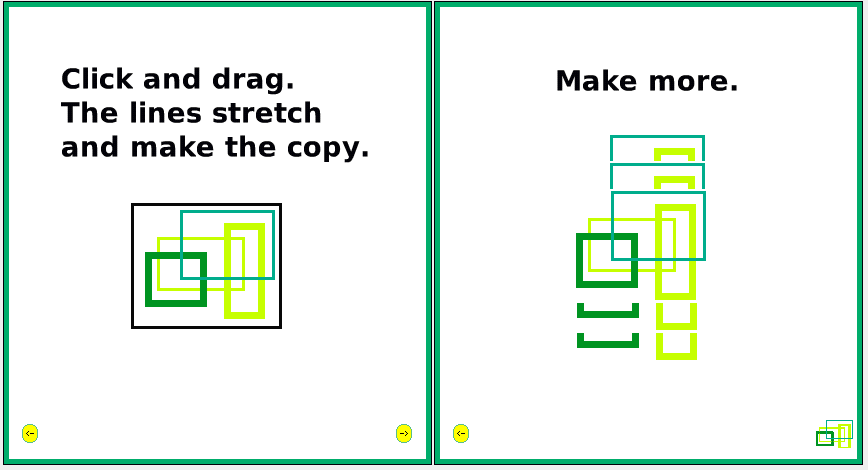 Click and drag.
The lines stretch
and make the copy.
<-
->
Make more.
<-